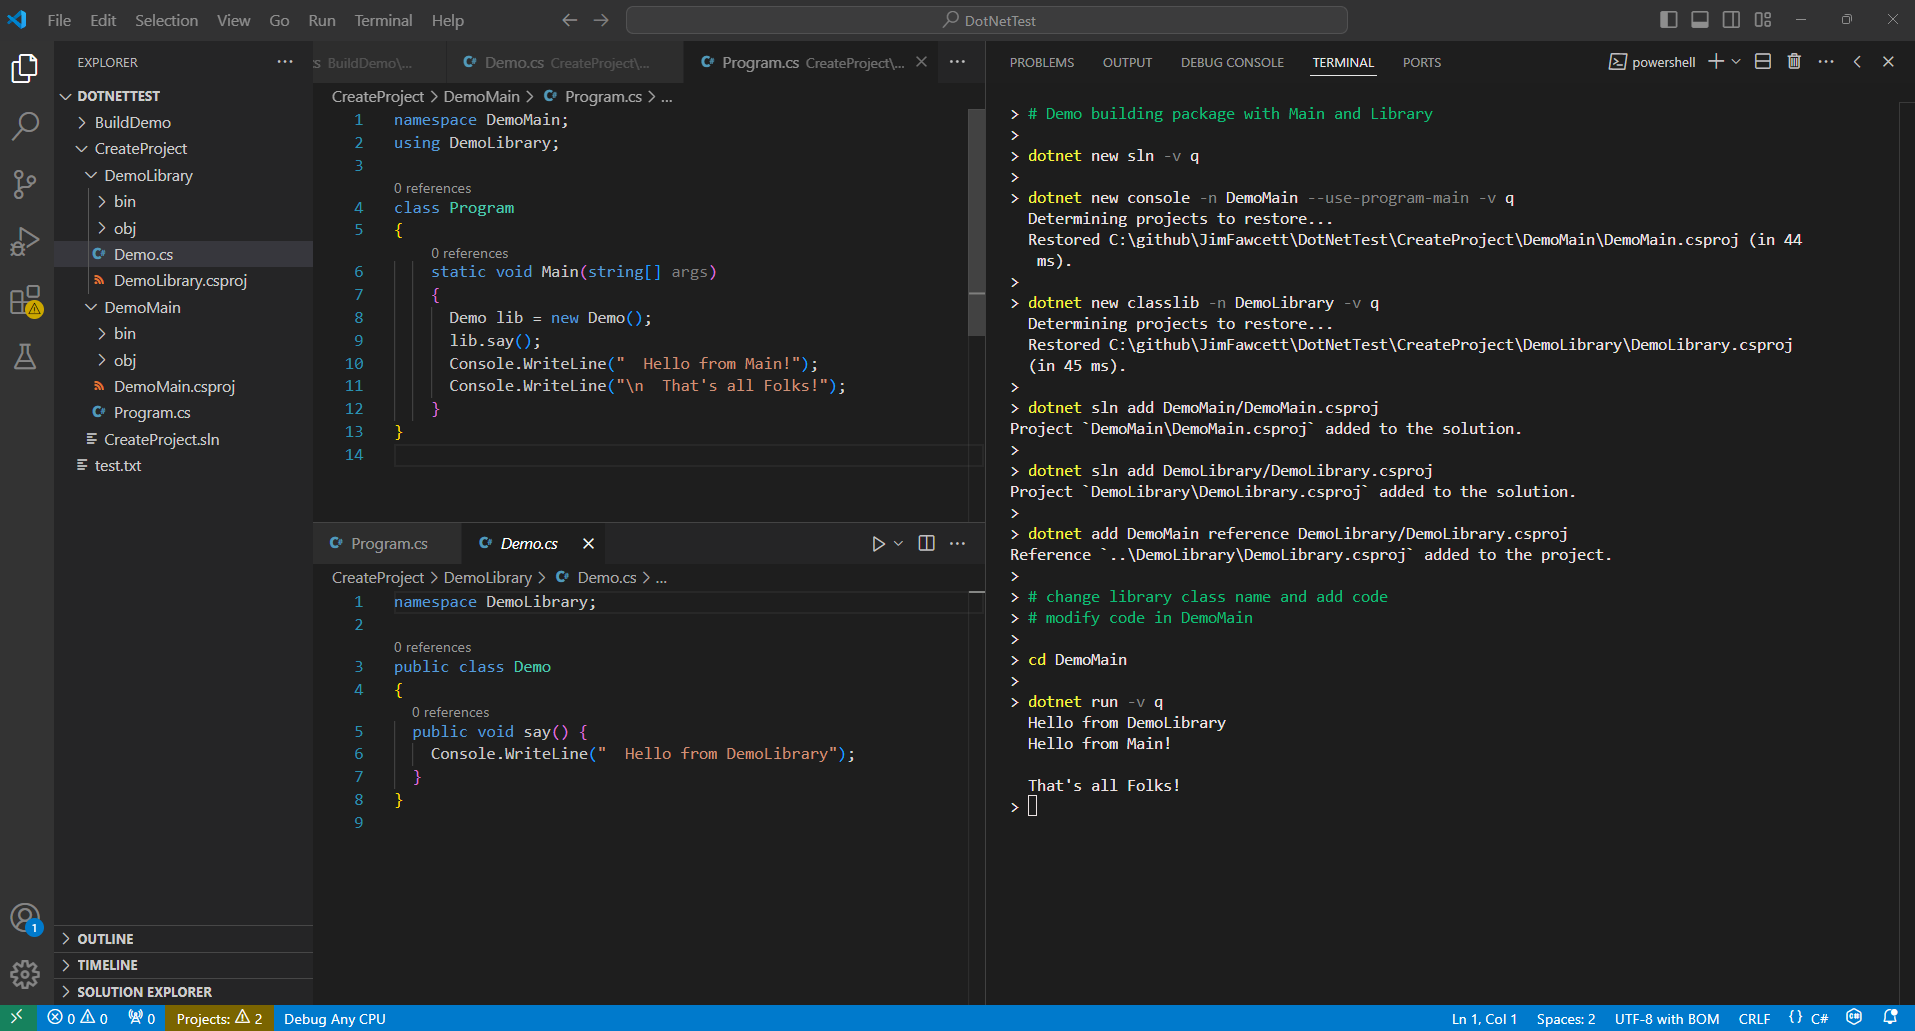 File Edit Selection View Go Run Terminal Help
DotNetTest
EXPLORER
DOTNETTEST
BuildDemo
CreateProject
DemoLibrary
bin
obj
Demo.cs
DemoLibrary.csproj
DemoMain
bin
obj
DemoMain.csproj
Program.cs
CreateProject.sln
test.txt
OUTLINE
TIMELINE
SOLUTION EXPLORER
BuildDemo\... Demo.cs CreateProject\... Program.cs CreateProject\...
CreateProject > DemoMain > Program.cs > ...
1 namespace DemoMain;
2 using DemoLibrary;
3
0 references
4 class Program
5 {
0 references
6 static void Main(string[] args)
7 {
8 Demo lib = new Demo();
9 lib.say();
10 Console.WriteLine("  Hello from Main!");
11 Console.WriteLine("\n  That's all Folks!");
12 }
13 }
14
Program.cs Demo.cs
CreateProject > DemoLibrary > Demo.cs > ...
1 namespace DemoLibrary;
2
0 references
3 public class Demo
4 {
0 references
5 public void say() {
6 Console.WriteLine("  Hello from DemoLibrary");
7 }
8 }
9
PROBLEMS OUTPUT DEBUG CONSOLE TERMINAL PORTS
powershell
> # Demo building package with Main and Library
>
> dotnet new sln -v q
>
> dotnet new console -n DemoMain --use-program-main -v q
Determining projects to restore...
Restored C:\github\JimFawcett\DotNetTest\CreateProject\DemoMain\DemoMain.csproj (in 44
ms).
>
> dotnet new classlib -n DemoLibrary -v q
Determining projects to restore...
Restored C:\github\JimFawcett\DotNetTest\CreateProject\DemoLibrary\DemoLibrary.csproj
(in 45 ms).
>
> dotnet sln add DemoMain/DemoMain.csproj
Project `DemoMain\DemoMain.csproj` added to the solution.
>
> dotnet sln add DemoLibrary/DemoLibrary.csproj
Project `DemoLibrary\DemoLibrary.csproj` added to the solution.
>
> dotnet add DemoMain reference DemoLibrary/DemoLibrary.csproj
Reference `..\DemoLibrary\DemoLibrary.csproj` added to the project.
>
> # change library class name and add code
> # modify code in DemoMain
>
> cd DemoMain
>
> dotnet run -v q
Hello from DemoLibrary
Hello from Main!
That's all Folks!
>
1
0 0 0 Projects: 2 Debug Any CPU
Ln 1, Col 1 Spaces: 2 UTF-8 with BOM CRLF {} C#